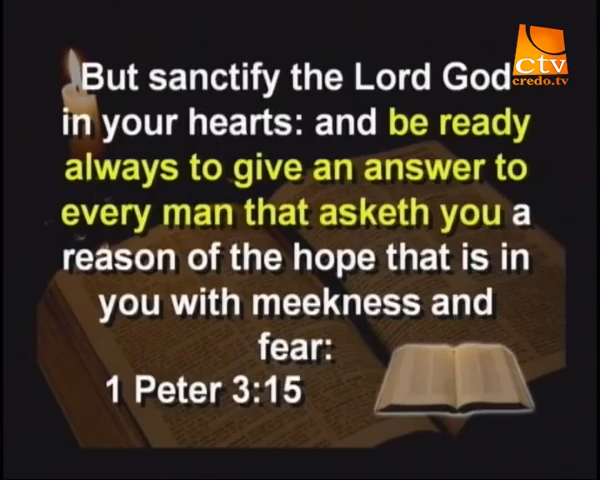 ctv
credo.tv
But sanctify the Lord God
in your hearts: and be ready
always to give an answer to
every man that asketh you a
reason of the hope that is in
you with meekness and
fear:
1 Peter 3:15